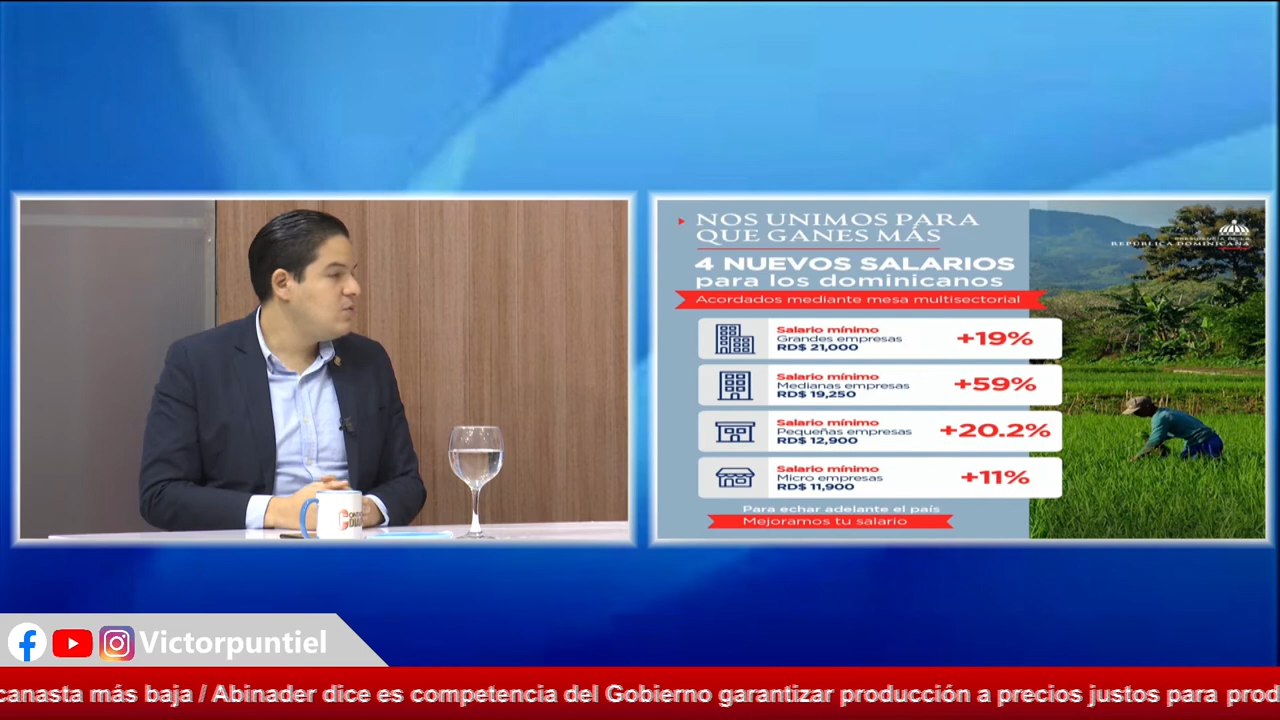 NOS UNIMOS PARA
QUE GANES MÁS
PRESIDENCIA DE LA
REPÚBLICA DOMINICANA
4 NUEVOS SALARIOS
para los dominicanos
Acordados mediante mesa multisectorial
Salario mínimo
Grandes empresas
RD$ 21,000
+19%
Salario mínimo
Medianas empresas
RD$ 19,250
+59%
Salario mínimo
Pequeñas empresas
RD$ 12,900
+20.2%
Salario mínimo
Micro empresas
RD$ 11,900
+11%
Para echar adelante el país
Mejoramos tu salario
Victorpuntiel
canasta más baja / Abinader dice es competencia del Gobierno garantizar producción a precios justos para prod